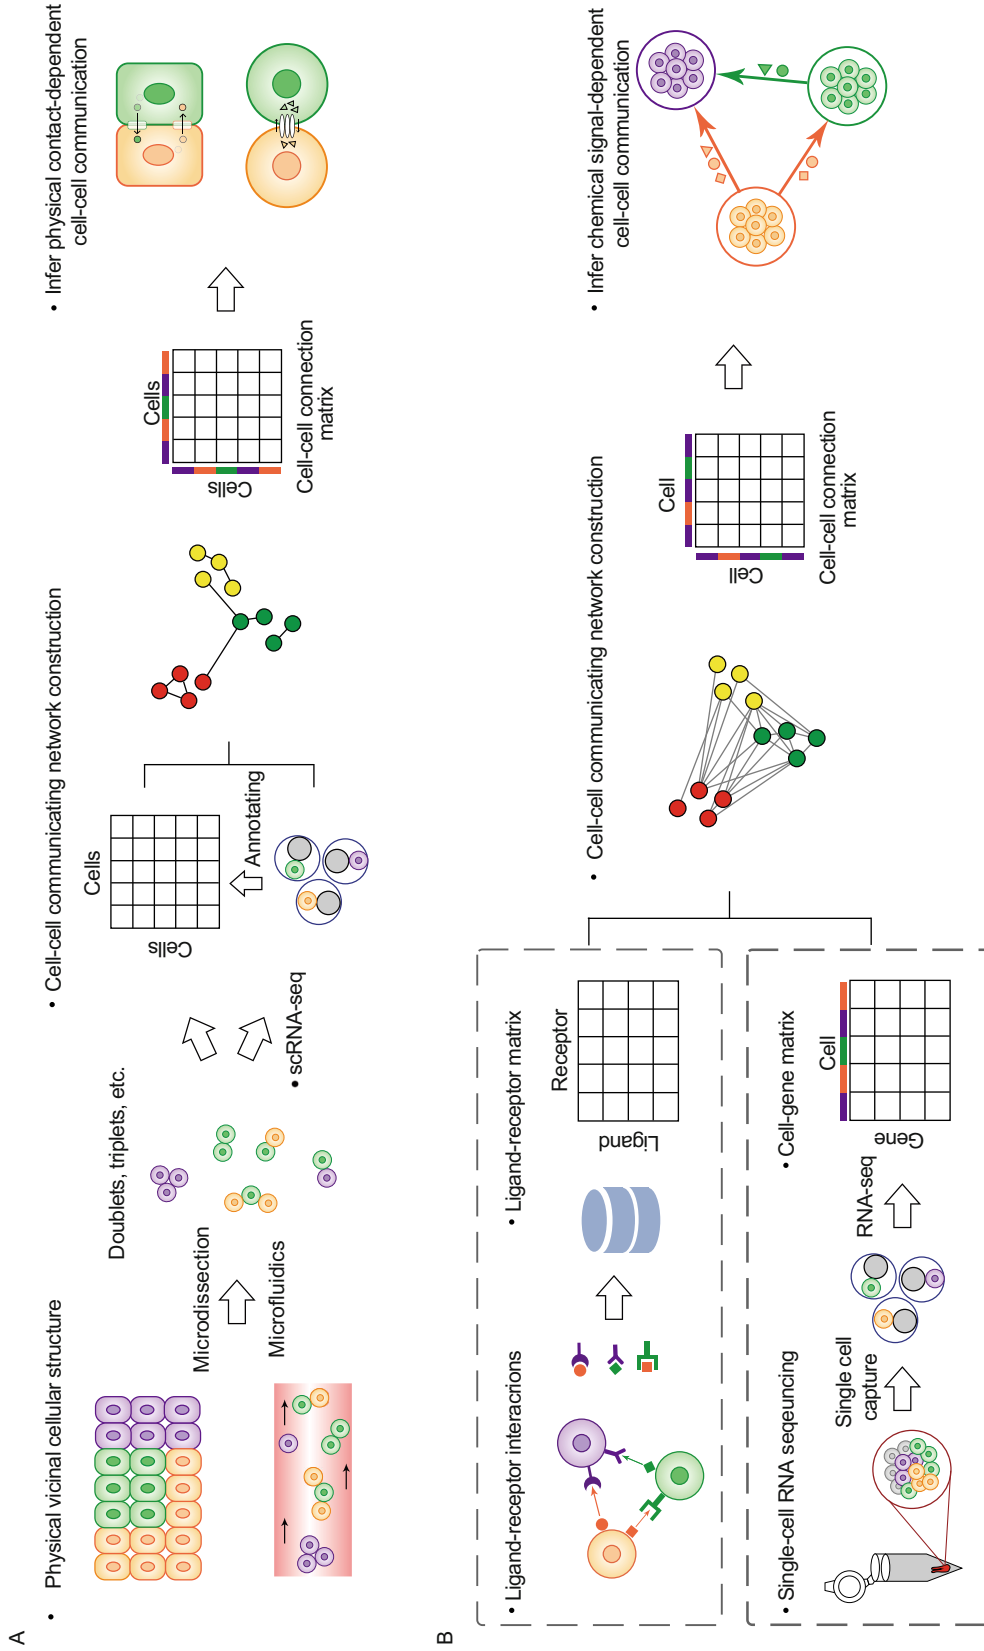 A
• Physical vicinal cellular structure
Microdissection
Microfluidics
Doublets, triplets, etc.
• scRNA-seq
• Cell-cell communicating network construction
Cells
Cells
Annotating
Cells
Cells
Cell-cell connection
matrix
• Infer physical contact-dependent
cell-cell communication
B
• Ligand-receptor interacrions
• Ligand-receptor matrix
Receptor
Ligand
• Single-cell RNA seqeuncing
Single cell
capture
RNA-seq
• Cell-gene matrix
Cell
Gene
• Cell-cell communicating network construction
Cell
Cell
Cell-cell connection
matrix
• Infer chemical signal-dependent
cell-cell communication